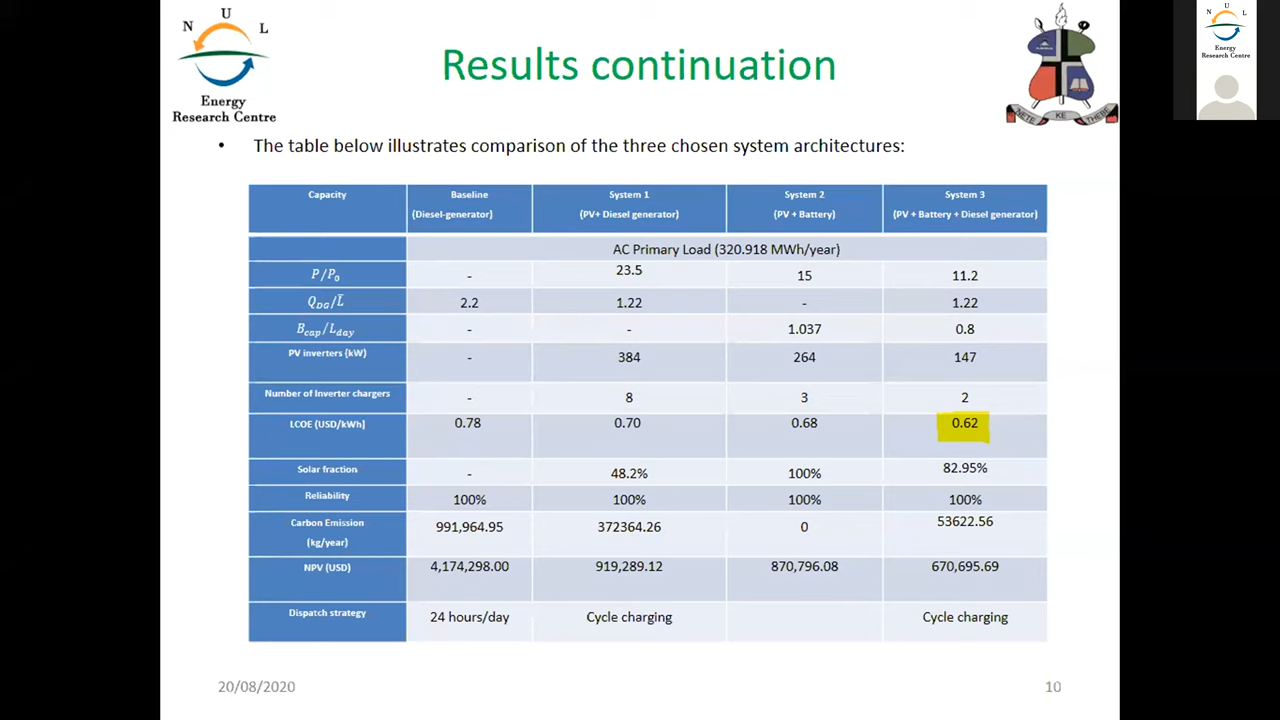 N U L
Energy
Research Centre
Results continuation
NETE KE THEBE
N U L
Energy
Research Centre
• The table below illustrates comparison of the three chosen system architectures:
Capacity Baseline System 1 System 2 System 3
(Diesel-generator) (PV+ Diesel generator) (PV + Battery) (PV + Battery + Diesel generator)
AC Primary Load (320.918 MWh/year)
P/P₀ - 23.5 15 11.2
Q_DG/L̄ 2.2 1.22 - 1.22
B_cap/L_day - - 1.037 0.8
PV inverters (kW) - 384 264 147
Number of Inverter chargers - 8 3 2
LCOE (USD/kWh) 0.78 0.70 0.68 0.62
Solar fraction - 48.2% 100% 82.95%
Reliability 100% 100% 100% 100%
Carbon Emission 991,964.95 372364.26 0 53622.56
(kg/year)
NPV (USD) 4,174,298.00 919,289.12 870,796.08 670,695.69
Dispatch strategy 24 hours/day Cycle charging Cycle charging
20/08/2020 10